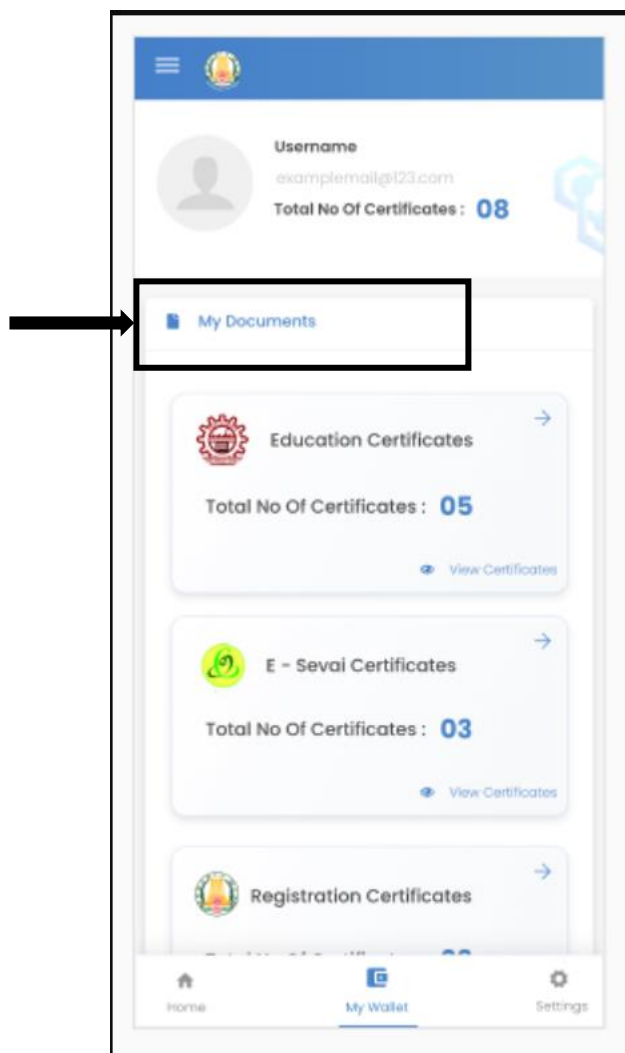 Username
examplemail@123.com
Total No Of Certificates : 08
My Documents
Education Certificates
Total No Of Certificates : 05
View Certificates
E - Sevai Certificates
Total No Of Certificates : 03
View Certificates
Registration Certificates
Home My Wallet Settings